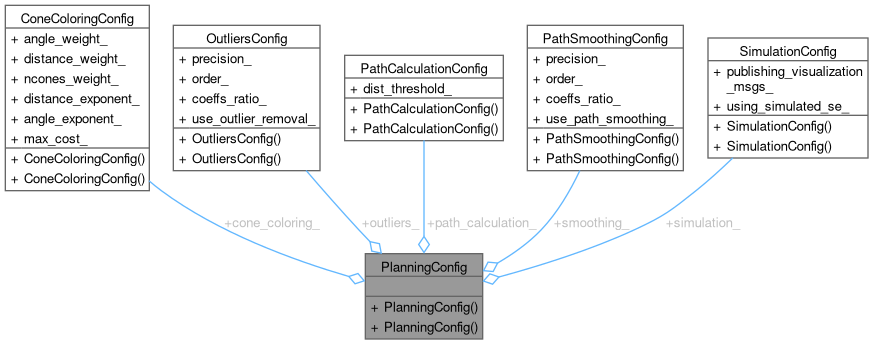 ConeColoringConfig
+ angle_weight_
+ distance_weight_
+ ncones_weight_
+ distance_exponent_
+ angle_exponent_
+ max_cost_
+ ConeColoringConfig()
+ ConeColoringConfig()
OutliersConfig
+ precision_
+ order_
+ coeffs_ratio_
+ use_outlier_removal_
+ OutliersConfig()
+ OutliersConfig()
PathCalculationConfig
+ dist_threshold_
+ PathCalculationConfig()
+ PathCalculationConfig()
PathSmoothingConfig
+ precision_
+ order_
+ coeffs_ratio_
+ use_path_smoothing_
+ PathSmoothingConfig()
+ PathSmoothingConfig()
SimulationConfig
+ publishing_visualization
_msgs_
+ using_simulated_se_
+ SimulationConfig()
+ SimulationConfig()
+cone_coloring_
+outliers_
+path_calculation_
+smoothing_
+simulation_
PlanningConfig
+ PlanningConfig()
+ PlanningConfig()